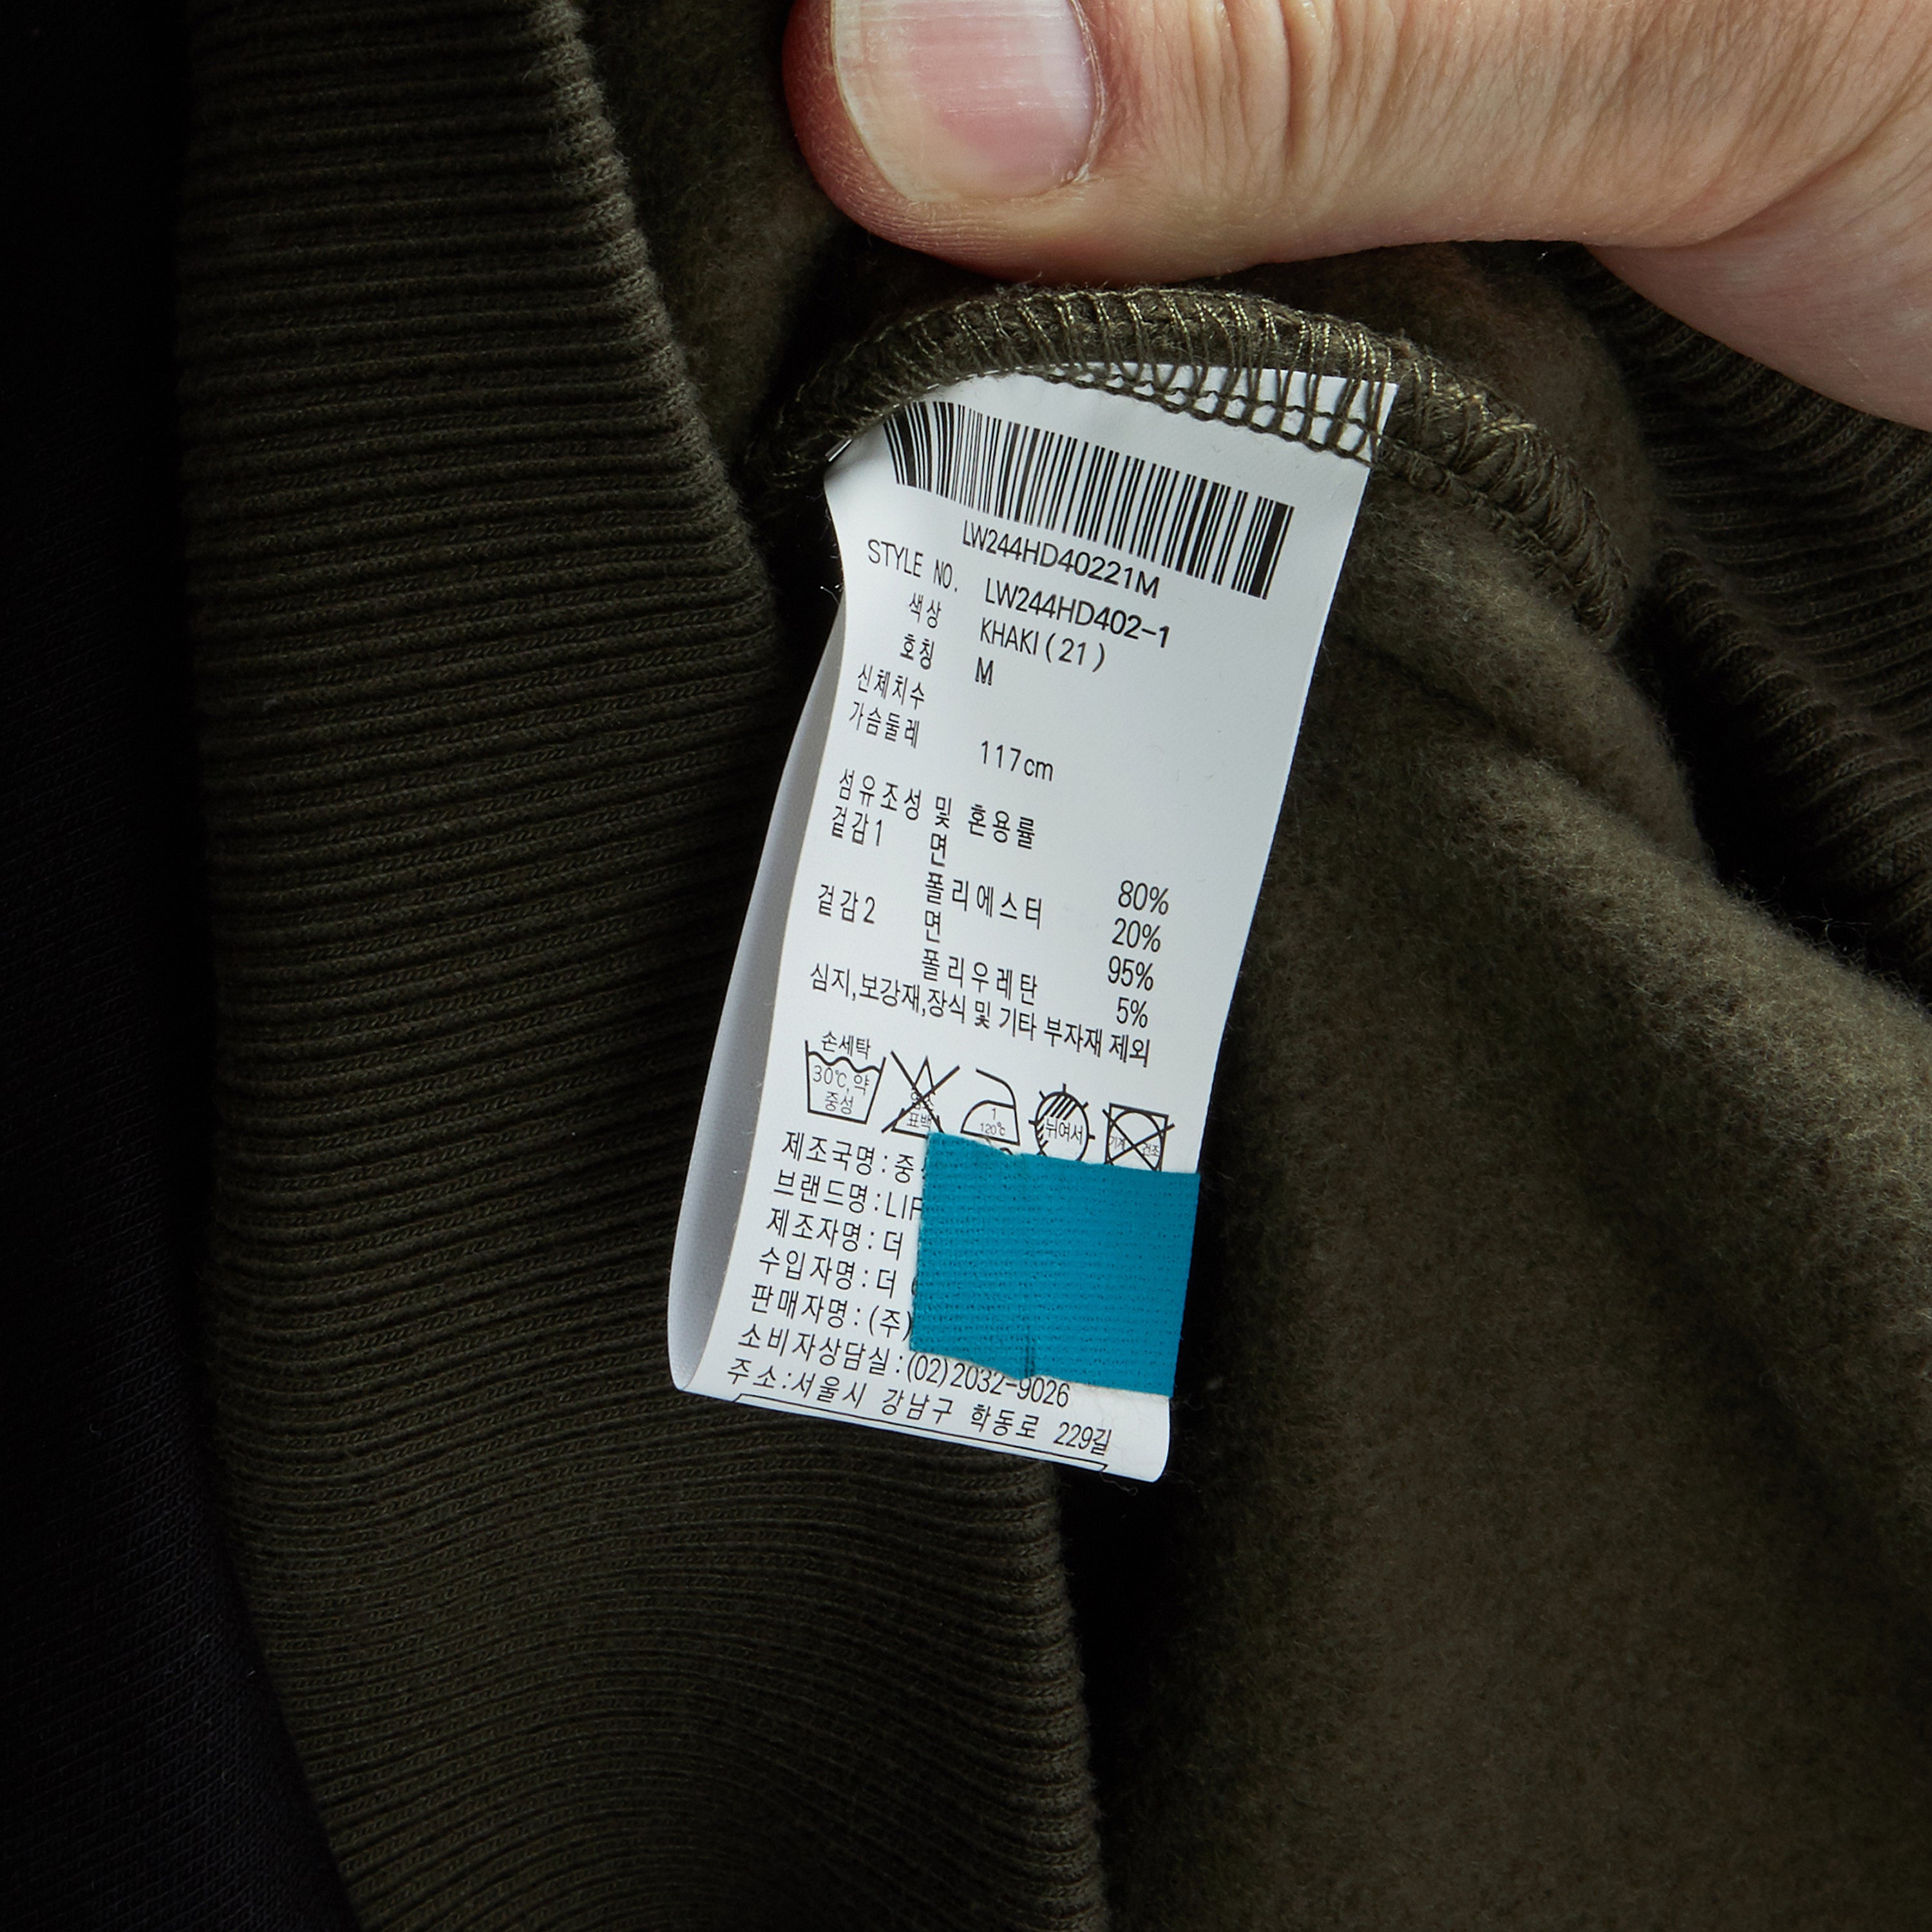 LW244HD40221M
STYLE NO. LW244HD402-1
색상 KHAKI(21)
호칭 M
신체치수
가슴둘레 117cm
섬유조성 및 혼용률
겉감1 면 80%
폴리에스터 20%
겉감2 면 95%
폴리우레탄 5%
심지,보강재,장식 및 기타 부자재 제외
손세탁
30℃,약
중성
표백
1
120℃
뉘여서
기계 건조
제조국명:중
브랜드명:LIF
제조자명:더
수입자명:더
판매자명:(주)
소비자상담실:(02)2032-9026
주소:서울시 강남구 학동로 229길